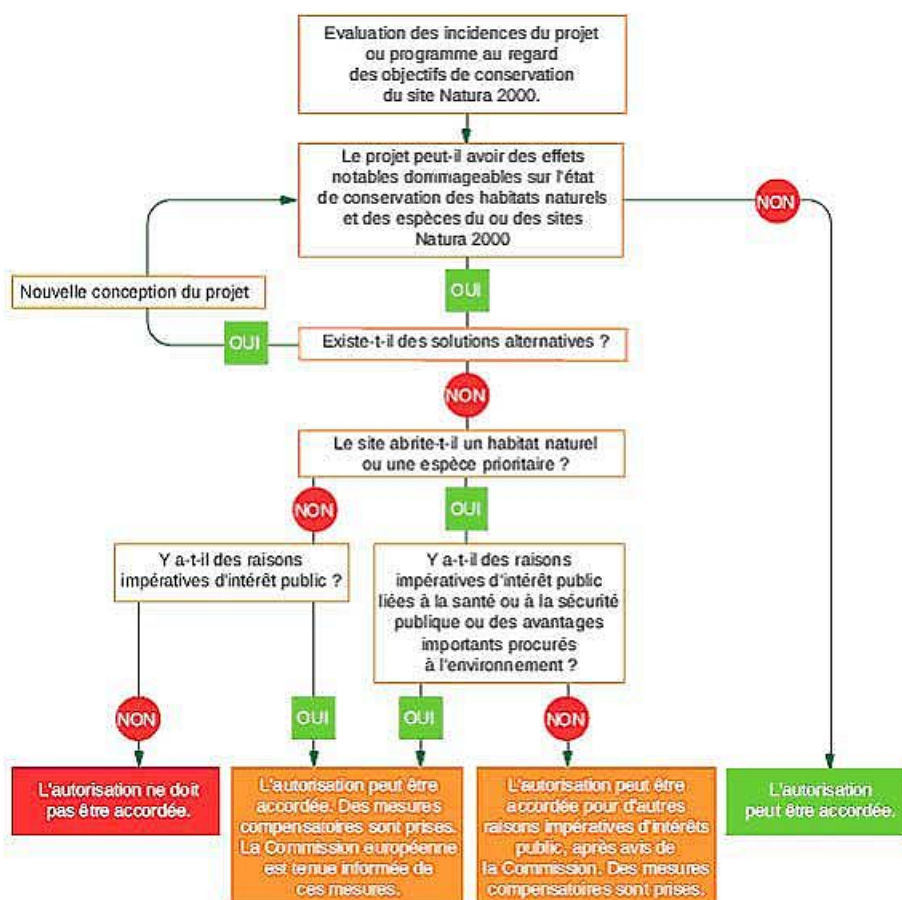 Evaluation des incidences du projet
ou programme au regard
des objectifs de conservation
du site Natura 2000.
Le projet peut-il avoir des effets
notables dommageables sur l'état
de conservation des habitats naturels
et des espèces du ou des sites
Natura 2000
NON
Nouvelle conception du projet
OUI
OUI
Existe-t-il des solutions alternatives ?
NON
Le site abrite-t-il un habitat naturel
ou une espèce prioritaire ?
NON
OUI
Y a-t-il des raisons
impératives d'intérêt public ?
Y a-t-il des raisons
impératives d'intérêt public
liées à la santé ou à la sécurité
publique ou des avantages
importants procurés
à l'environnement ?
NON
OUI
OUI
NON
L'autorisation ne doit
pas être accordée.
L'autorisation peut être
accordée. Des mesures
compensatoires sont prises.
La Commission européenne
est tenue informée de
ces mesures.
L'autorisation peut être
accordée pour d'autres
raisons impératives d'intérêts
public, après avis de
la Commission. Des mesures
compensatoires sont prises.
L'autorisation
peut être accordée.